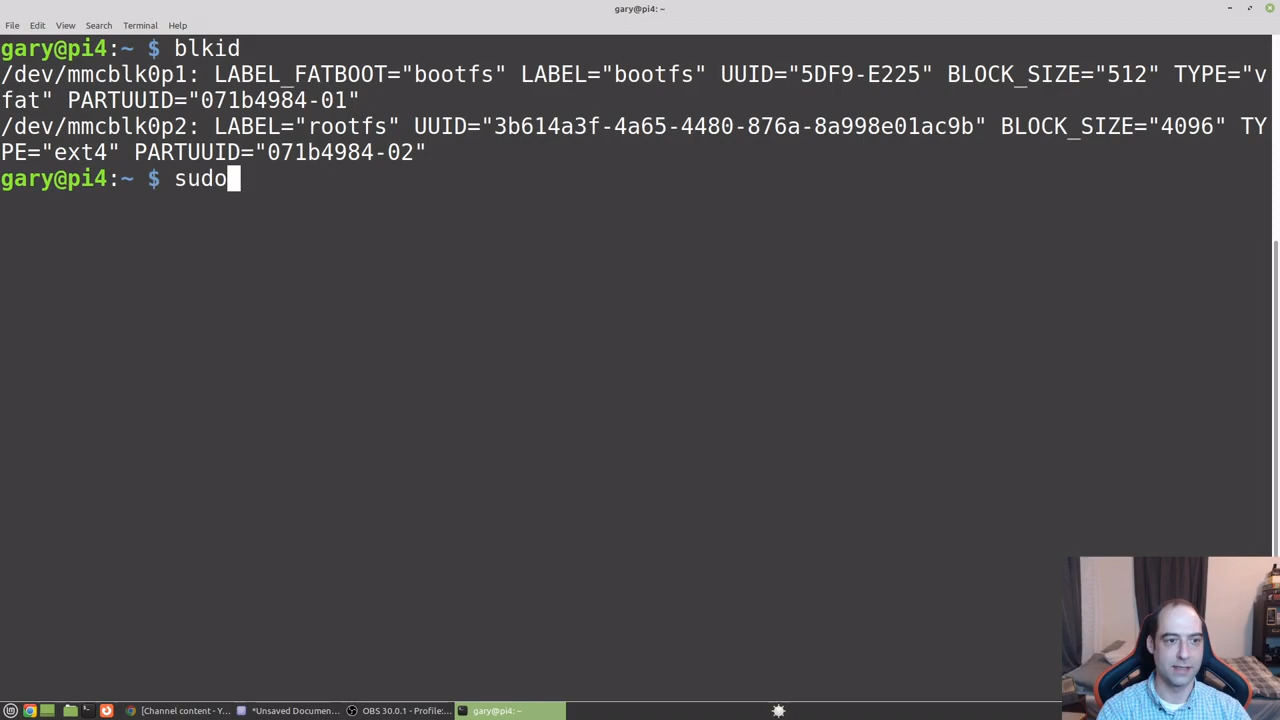 gary@pi4: ~
File Edit View Search Terminal Help
gary@pi4:~ $ blkid
/dev/mmcblk0p1: LABEL_FATBOOT="bootfs" LABEL="bootfs" UUID="5DF9-E225" BLOCK_SIZE="512" TYPE="v
fat" PARTUUID="071b4984-01"
/dev/mmcblk0p2: LABEL="rootfs" UUID="3b614a3f-4a65-4480-876a-8a998e01ac9b" BLOCK_SIZE="4096" TY
PE="ext4" PARTUUID="071b4984-02"
gary@pi4:~ $ sudo
[Channel content - Y... *Unsaved Documen... OBS 30.0.1 - Profile:... gary@pi4: ~